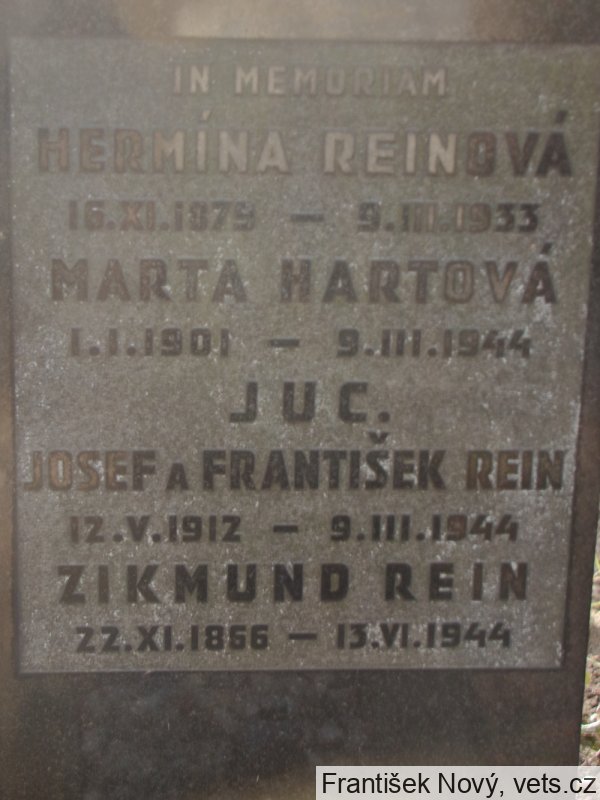 IN MEMORIAM
HERMÍNA REINOVÁ
16.XI.1879 — 9.III.1933
MARTA HARTOVÁ
1.I.1901 — 9.III.1944
JUC.
JOSEF A FRANTIŠEK REIN
12.V.1912 — 9.III.1944
ZIKMUND REIN
22.XI.1866 — 13.VI.1944
František Nový, vets.cz